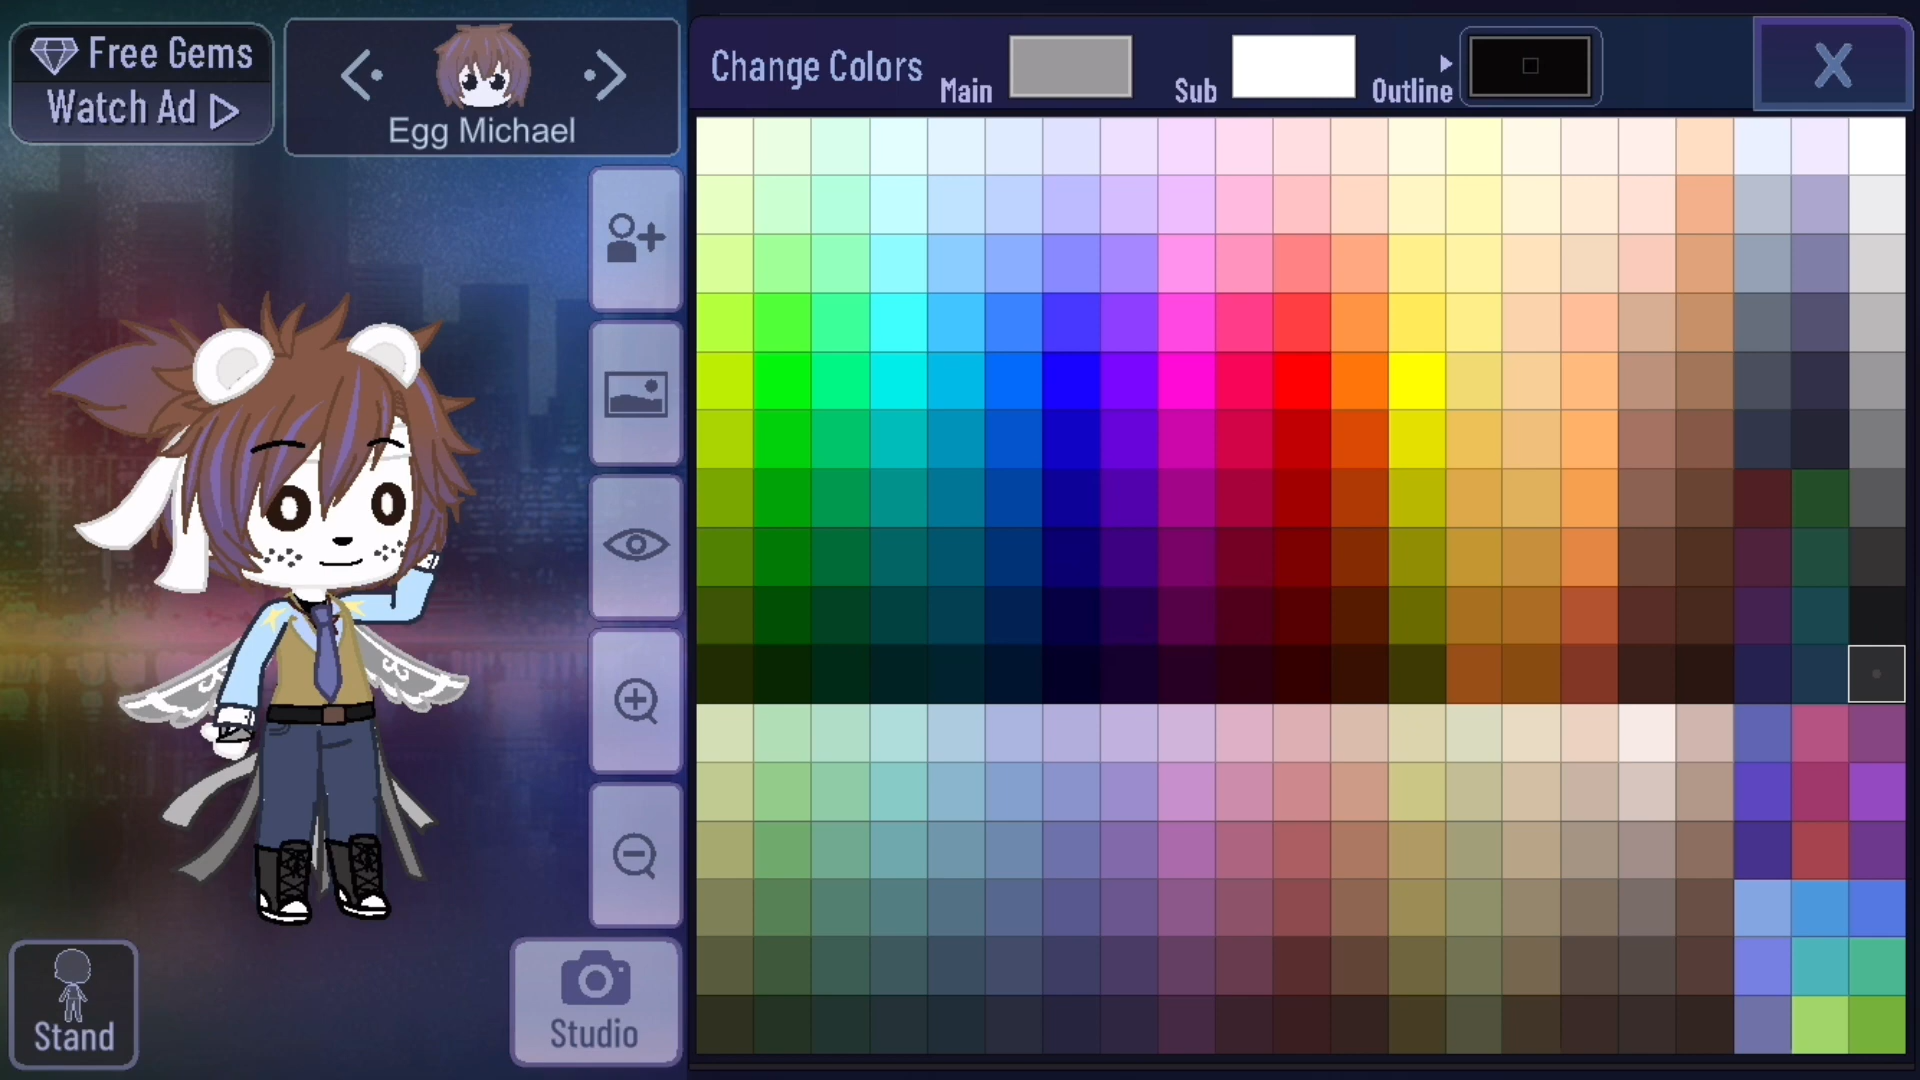 Free Gems
Watch Ad
Egg Michael
Change Colors
Main
Sub
Outline
X
Stand
Studio